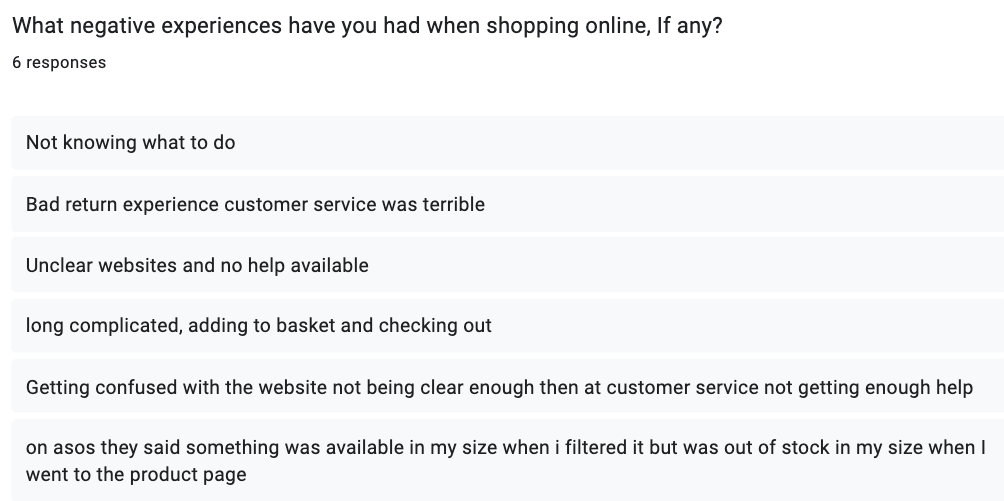 What negative experiences have you had when shopping online, If any?
6 responses
Not knowing what to do
Bad return experience customer service was terrible
Unclear websites and no help available
long complicated, adding to basket and checking out
Getting confused with the website not being clear enough then at customer service not getting enough help
on asos they said something was available in my size when i filtered it but was out of stock in my size when I
went to the product page